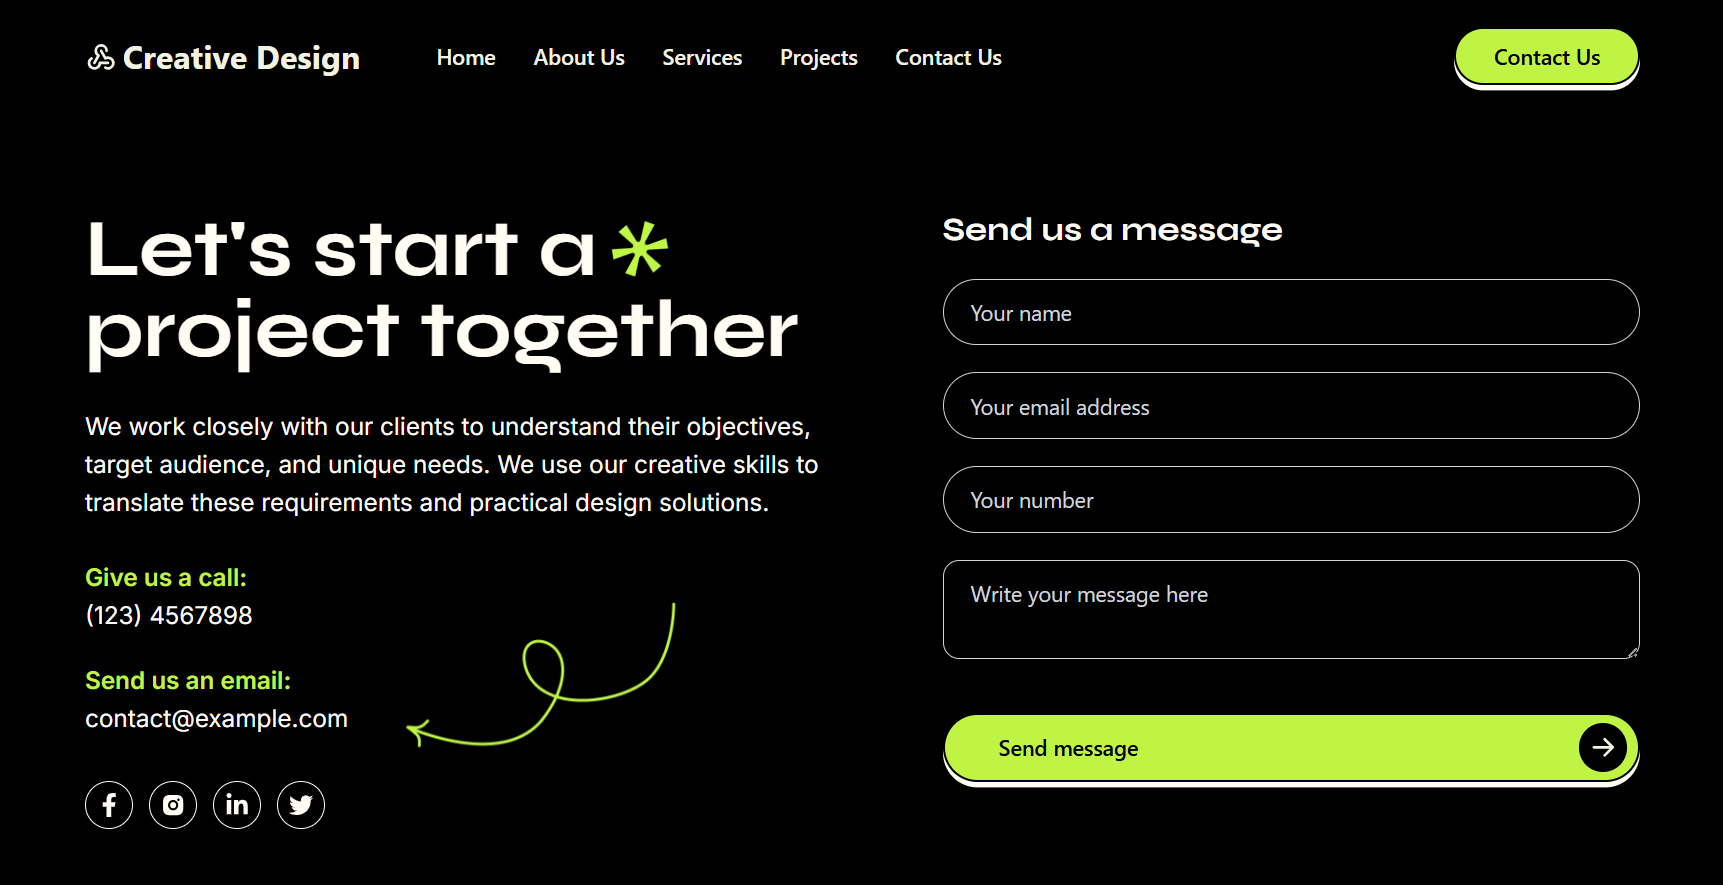 Creative Design
Home
About Us
Services
Projects
Contact Us
Contact Us
Let's start a
project together
We work closely with our clients to understand their objectives,
target audience, and unique needs. We use our creative skills to
translate these requirements and practical design solutions.
Give us a call:
(123) 4567898
Send us an email:
contact@example.com
Send us a message
Your name
Your email address
Your number
Write your message here
Send message